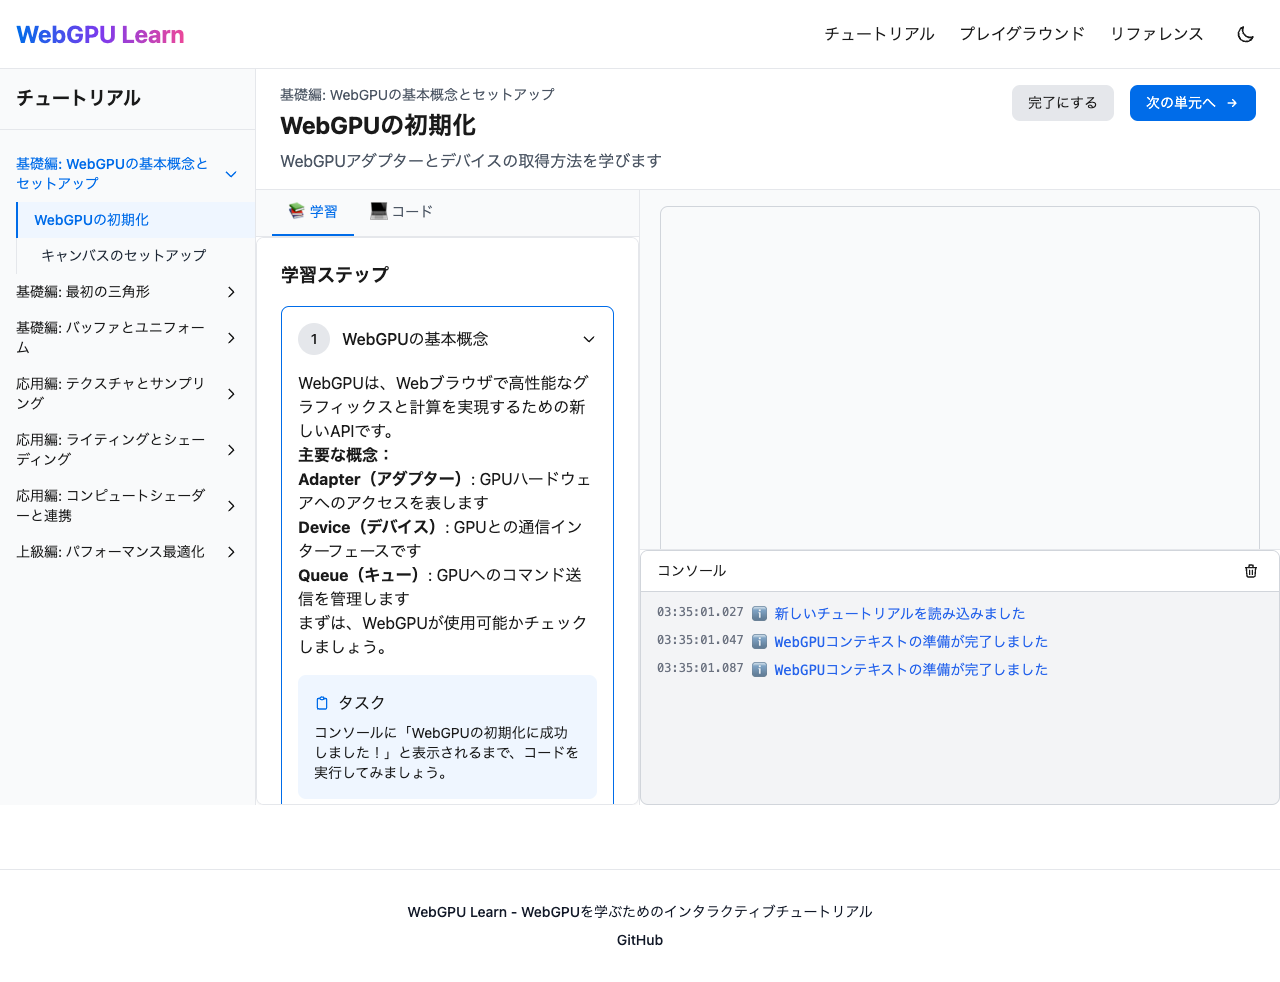 WebGPU Learn
チュートリアル
プレイグラウンド
リファレンス
チュートリアル
基礎編: WebGPUの基本概念と
セットアップ
WebGPUの初期化
キャンバスのセットアップ
基礎編: 最初の三角形
基礎編: バッファとユニフォー
ム
応用編: テクスチャとサンプリ
ング
応用編: ライティングとシェー
ディング
応用編: コンピュートシェーダ
ーと連携
上級編: パフォーマンス最適化
基礎編: WebGPUの基本概念とセットアップ
WebGPUの初期化
WebGPUアダプターとデバイスの取得方法を学びます
完了にする
次の単元へ →
📚 学習
💻 コード
学習ステップ
1 WebGPUの基本概念
WebGPUは、Webブラウザで高性能なグ
ラフィックスと計算を実現するための新
しいAPIです。
主要な概念：
Adapter（アダプター）: GPUハードウェ
アへのアクセスを表します
Device（デバイス）: GPUとの通信イン
ターフェースです
Queue（キュー）: GPUへのコマンド送
信を管理します
まずは、WebGPUが使用可能かチェック
しましょう。
タスク
コンソールに「WebGPUの初期化に成功
しました！」と表示されるまで、コードを
実行してみましょう。
コンソール
03:35:01.027 ℹ️ 新しいチュートリアルを読み込みました
03:35:01.047 ℹ️ WebGPUコンテキストの準備が完了しました
03:35:01.087 ℹ️ WebGPUコンテキストの準備が完了しました
WebGPU Learn - WebGPUを学ぶためのインタラクティブチュートリアル
GitHub